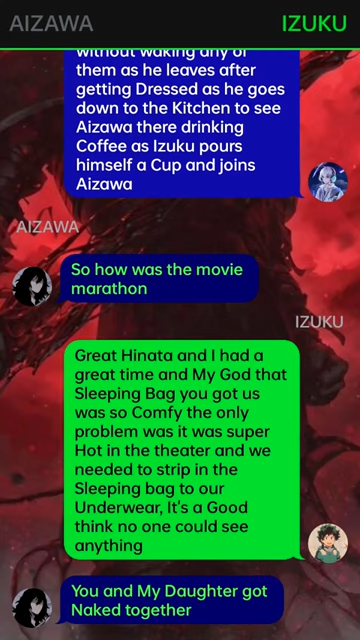 AIZAWA
IZUKU
without waking any of
them as he leaves after
getting Dressed as he goes
down to the Kitchen to see
Aizawa there drinking
Coffee as Izuku pours
himself a Cup and joins
Aizawa
AIZAWA
So how was the movie
marathon
IZUKU
Great Hinata and I had a
great time and My God that
Sleeping Bag you got us
was so Comfy the only
problem was it was super
Hot in the theater and we
needed to strip in the
Sleeping bag to our
Underwear, It's a Good
think no one could see
anything
You and My Daughter got
Naked together